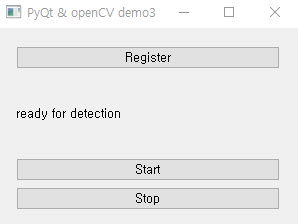 PyQt & openCV demo3
Register
ready for detection
Start
Stop